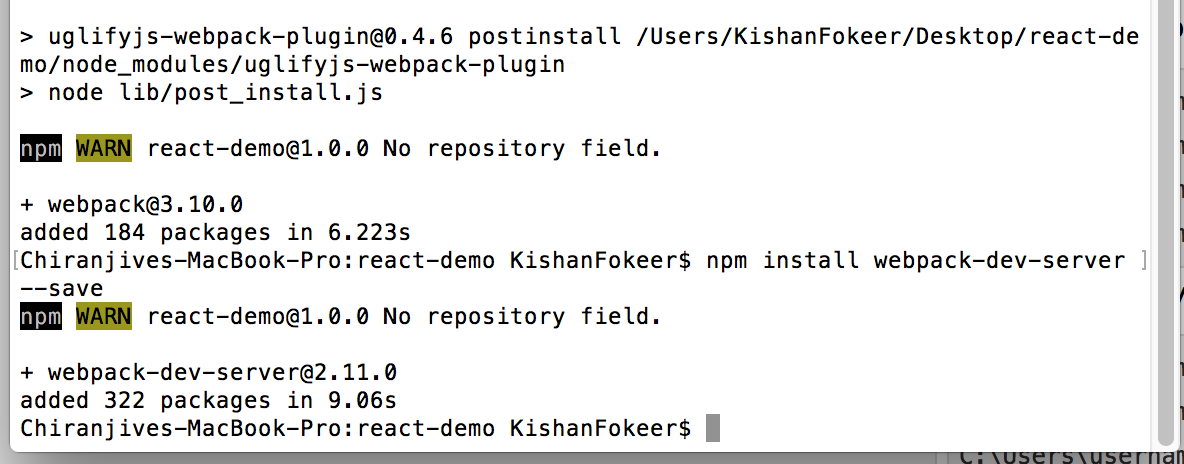 > uglifyjs-webpack-plugin@0.4.6 postinstall /Users/KishanFokeer/Desktop/react-de
mo/node_modules/uglifyjs-webpack-plugin
> node lib/post_install.js
npm WARN react-demo@1.0.0 No repository field.
+ webpack@3.10.0
added 184 packages in 6.223s
[Chiranjives-MacBook-Pro:react-demo KishanFokeer$ npm install webpack-dev-server ]
--save
npm WARN react-demo@1.0.0 No repository field.
+ webpack-dev-server@2.11.0
added 322 packages in 9.06s
Chiranjives-MacBook-Pro:react-demo KishanFokeer$